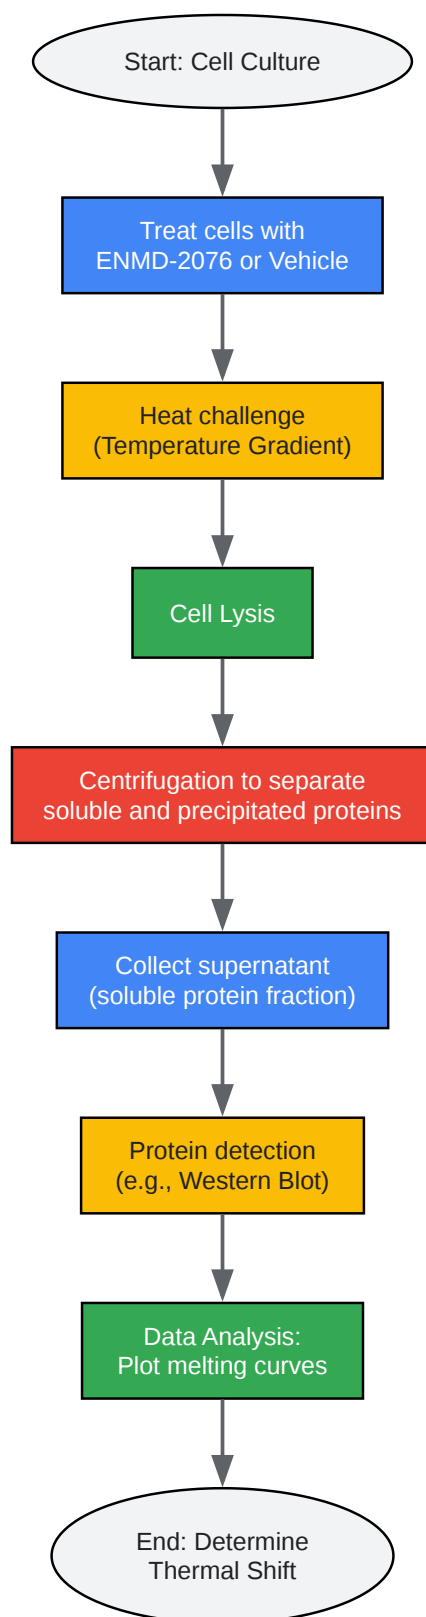 Start: Cell Culture
Treat cells with
ENMD-2076 or Vehicle
Heat challenge
(Temperature Gradient)
Cell Lysis
Centrifugation to separate
soluble and precipitated proteins
Collect supernatant
(soluble protein fraction)
Protein detection
(e.g., Western Blot)
Data Analysis:
Plot melting curves
End: Determine
Thermal Shift